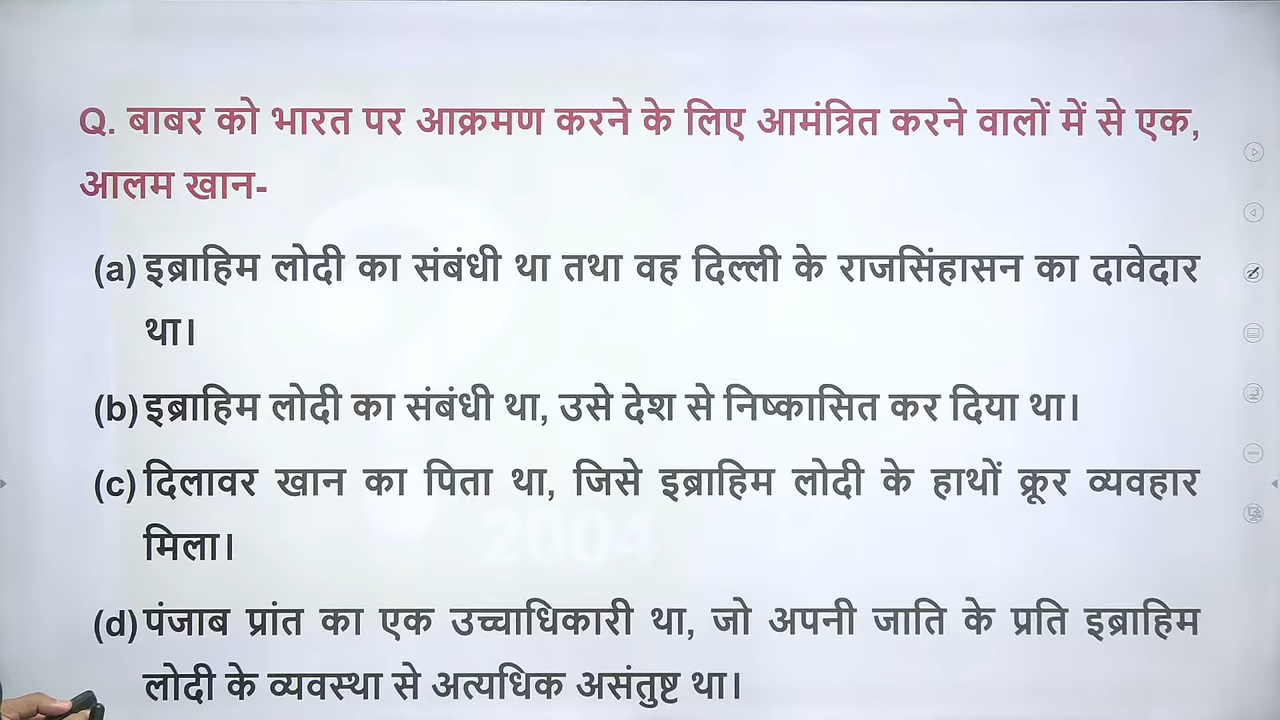 Q. बाबर को भारत पर आक्रमण करने के लिए आमंत्रित करने वालों में से एक,
आलम खान-
(a) इब्राहिम लोदी का संबंधी था तथा वह दिल्ली के राजसिंहासन का दावेदार
था।
(b) इब्राहिम लोदी का संबंधी था, उसे देश से निष्कासित कर दिया था।
(c) दिलावर खान का पिता था, जिसे इब्राहिम लोदी के हाथों क्रूर व्यवहार
मिला।
2004
(d) पंजाब प्रांत का एक उच्चाधिकारी था, जो अपनी जाति के प्रति इब्राहिम
लोदी के व्यवस्था से अत्यधिक असंतुष्ट था।